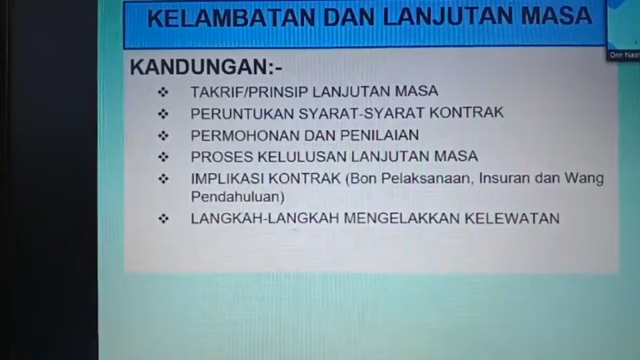 KELAMBATAN DAN LANJUTAN MASA
KANDUNGAN:-
❖ TAKRIF/PRINSIP LANJUTAN MASA
❖ PERUNTUKAN SYARAT-SYARAT KONTRAK
❖ PERMOHONAN DAN PENILAIAN
❖ PROSES KELULUSAN LANJUTAN MASA
❖ IMPLIKASI KONTRAK (Bon Pelaksanaan, Insuran dan Wang
Pendahuluan)
❖ LANGKAH-LANGKAH MENGELAKKAN KELEWATAN